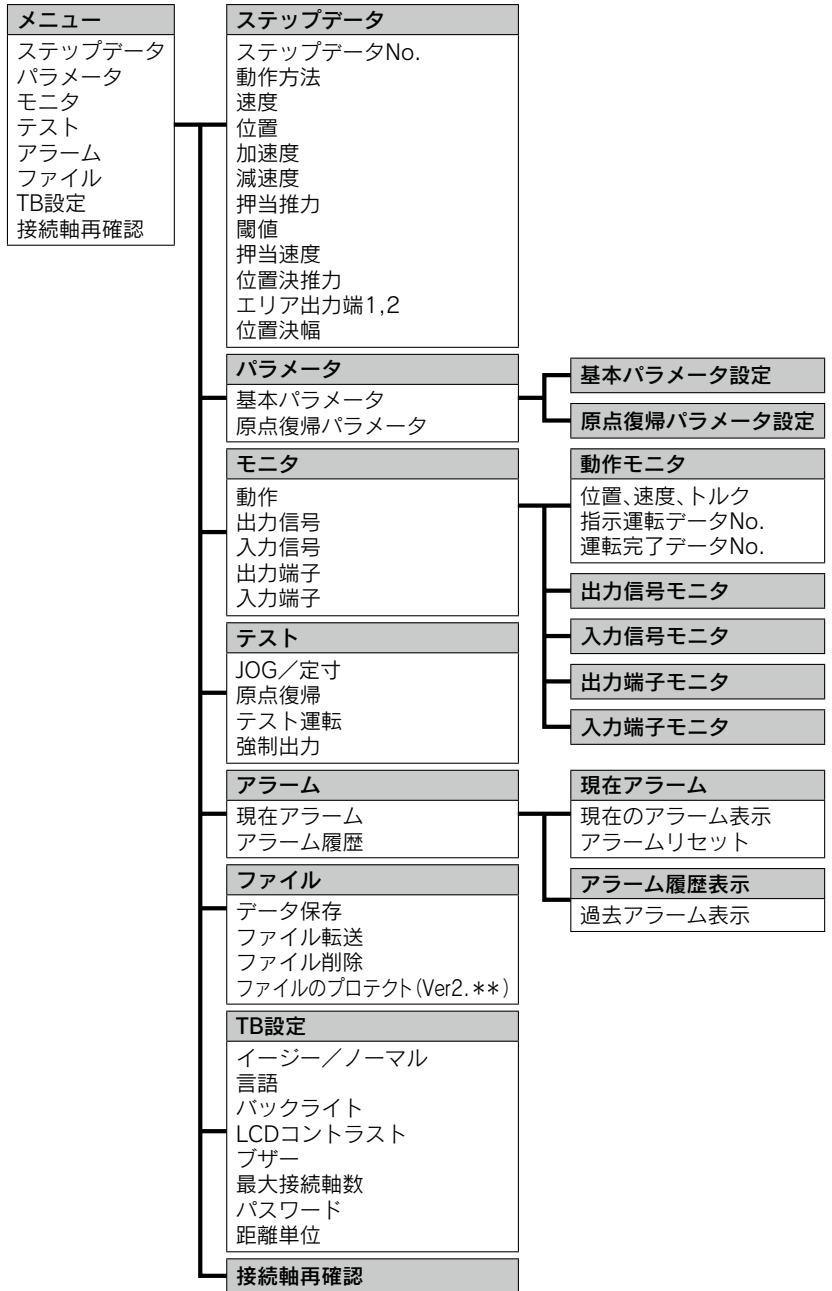 メニュー
ステップデータ
パラメータ
モニタ
テスト
アラーム
ファイル
TB設定
接続軸再確認
ステップデータ
ステップデータNo.
動作方法
速度
位置
加速度
減速度
押当推力
閾値
押当速度
位置決推力
エリア出力端1,2
位置決幅
パラメータ
基本パラメータ
原点復帰パラメータ
基本パラメータ設定
原点復帰パラメータ設定
モニタ
動作
出力信号
入力信号
出力端子
入力端子
動作モニタ
位置、速度、トルク
指示運転データNo.
運転完了データNo.
出力信号モニタ
入力信号モニタ
出力端子モニタ
入力端子モニタ
テスト
JOG／定寸
原点復帰
テスト運転
強制出力
アラーム
現在アラーム
アラーム履歴
現在アラーム
現在のアラーム表示
アラームリセット
アラーム履歴表示
過去アラーム表示
ファイル
データ保存
ファイル転送
ファイル削除
ファイルのプロテクト(Ver2.＊＊)
TB設定
イージー／ノーマル
言語
バックライト
LCDコントラスト
ブザー
最大接続軸数
パスワード
距離単位
接続軸再確認